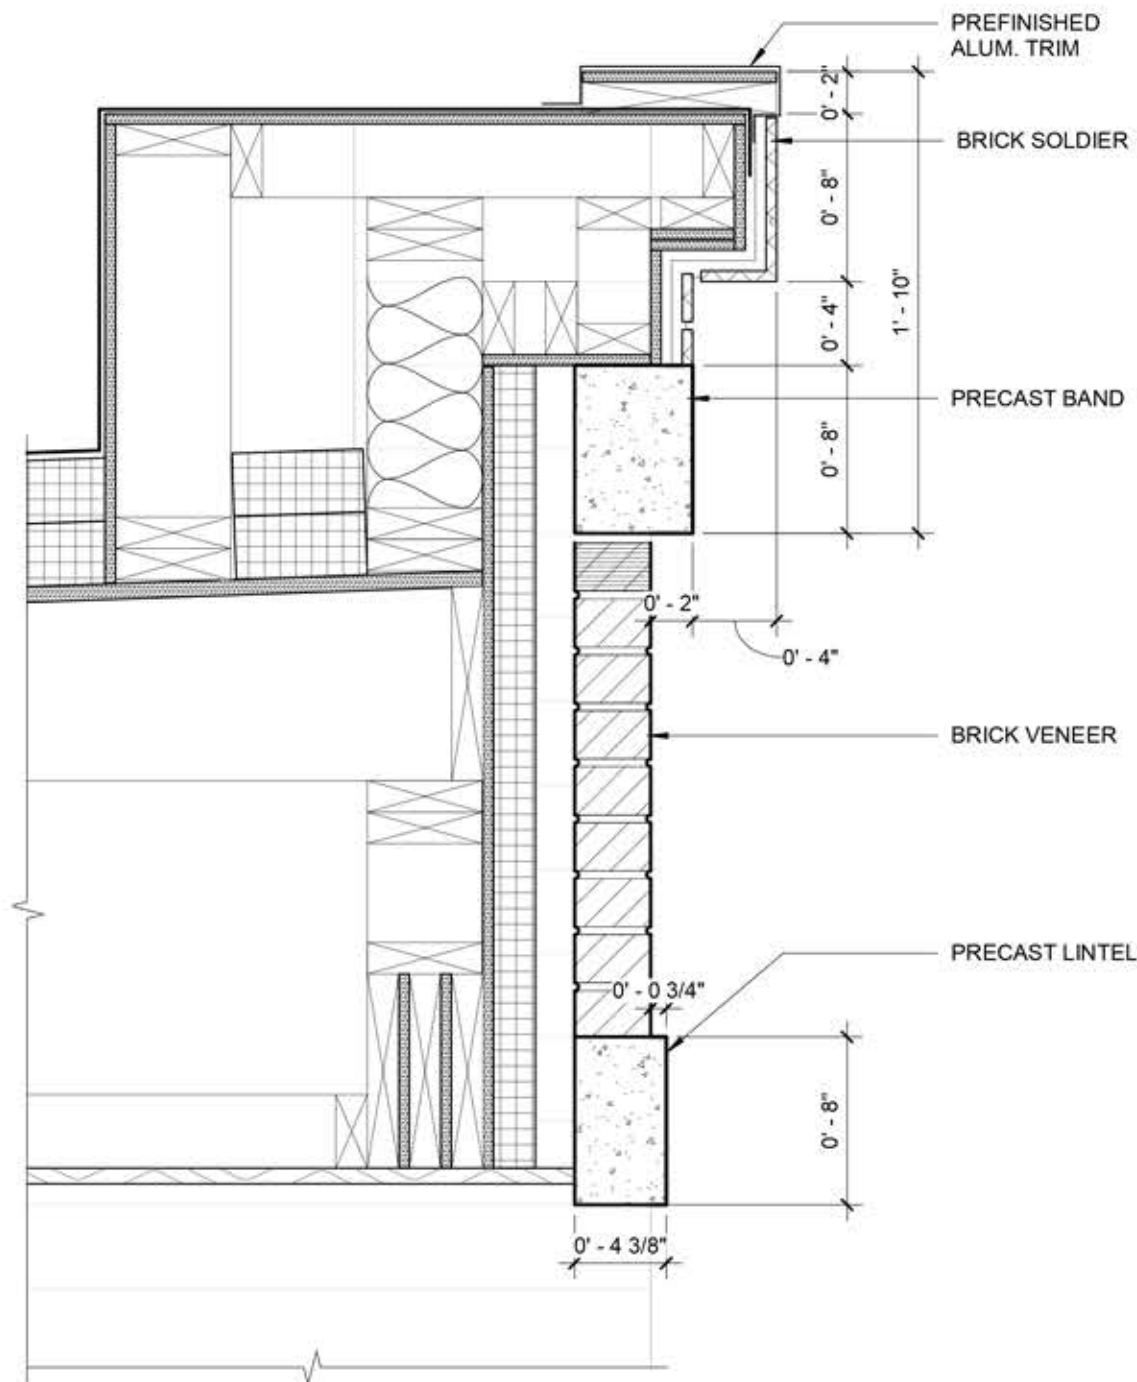 PREFINISHED
ALUM. TRIM
0' - 2"
BRICK SOLDIER
0' - 8"
1' - 10"
0' - 4"
PRECAST BAND
0' - 8"
0' - 2"
0' - 4"
BRICK VENEER
PRECAST LINTEL
0' - 0 3/4"
0' - 8"
0' - 4 3/8"